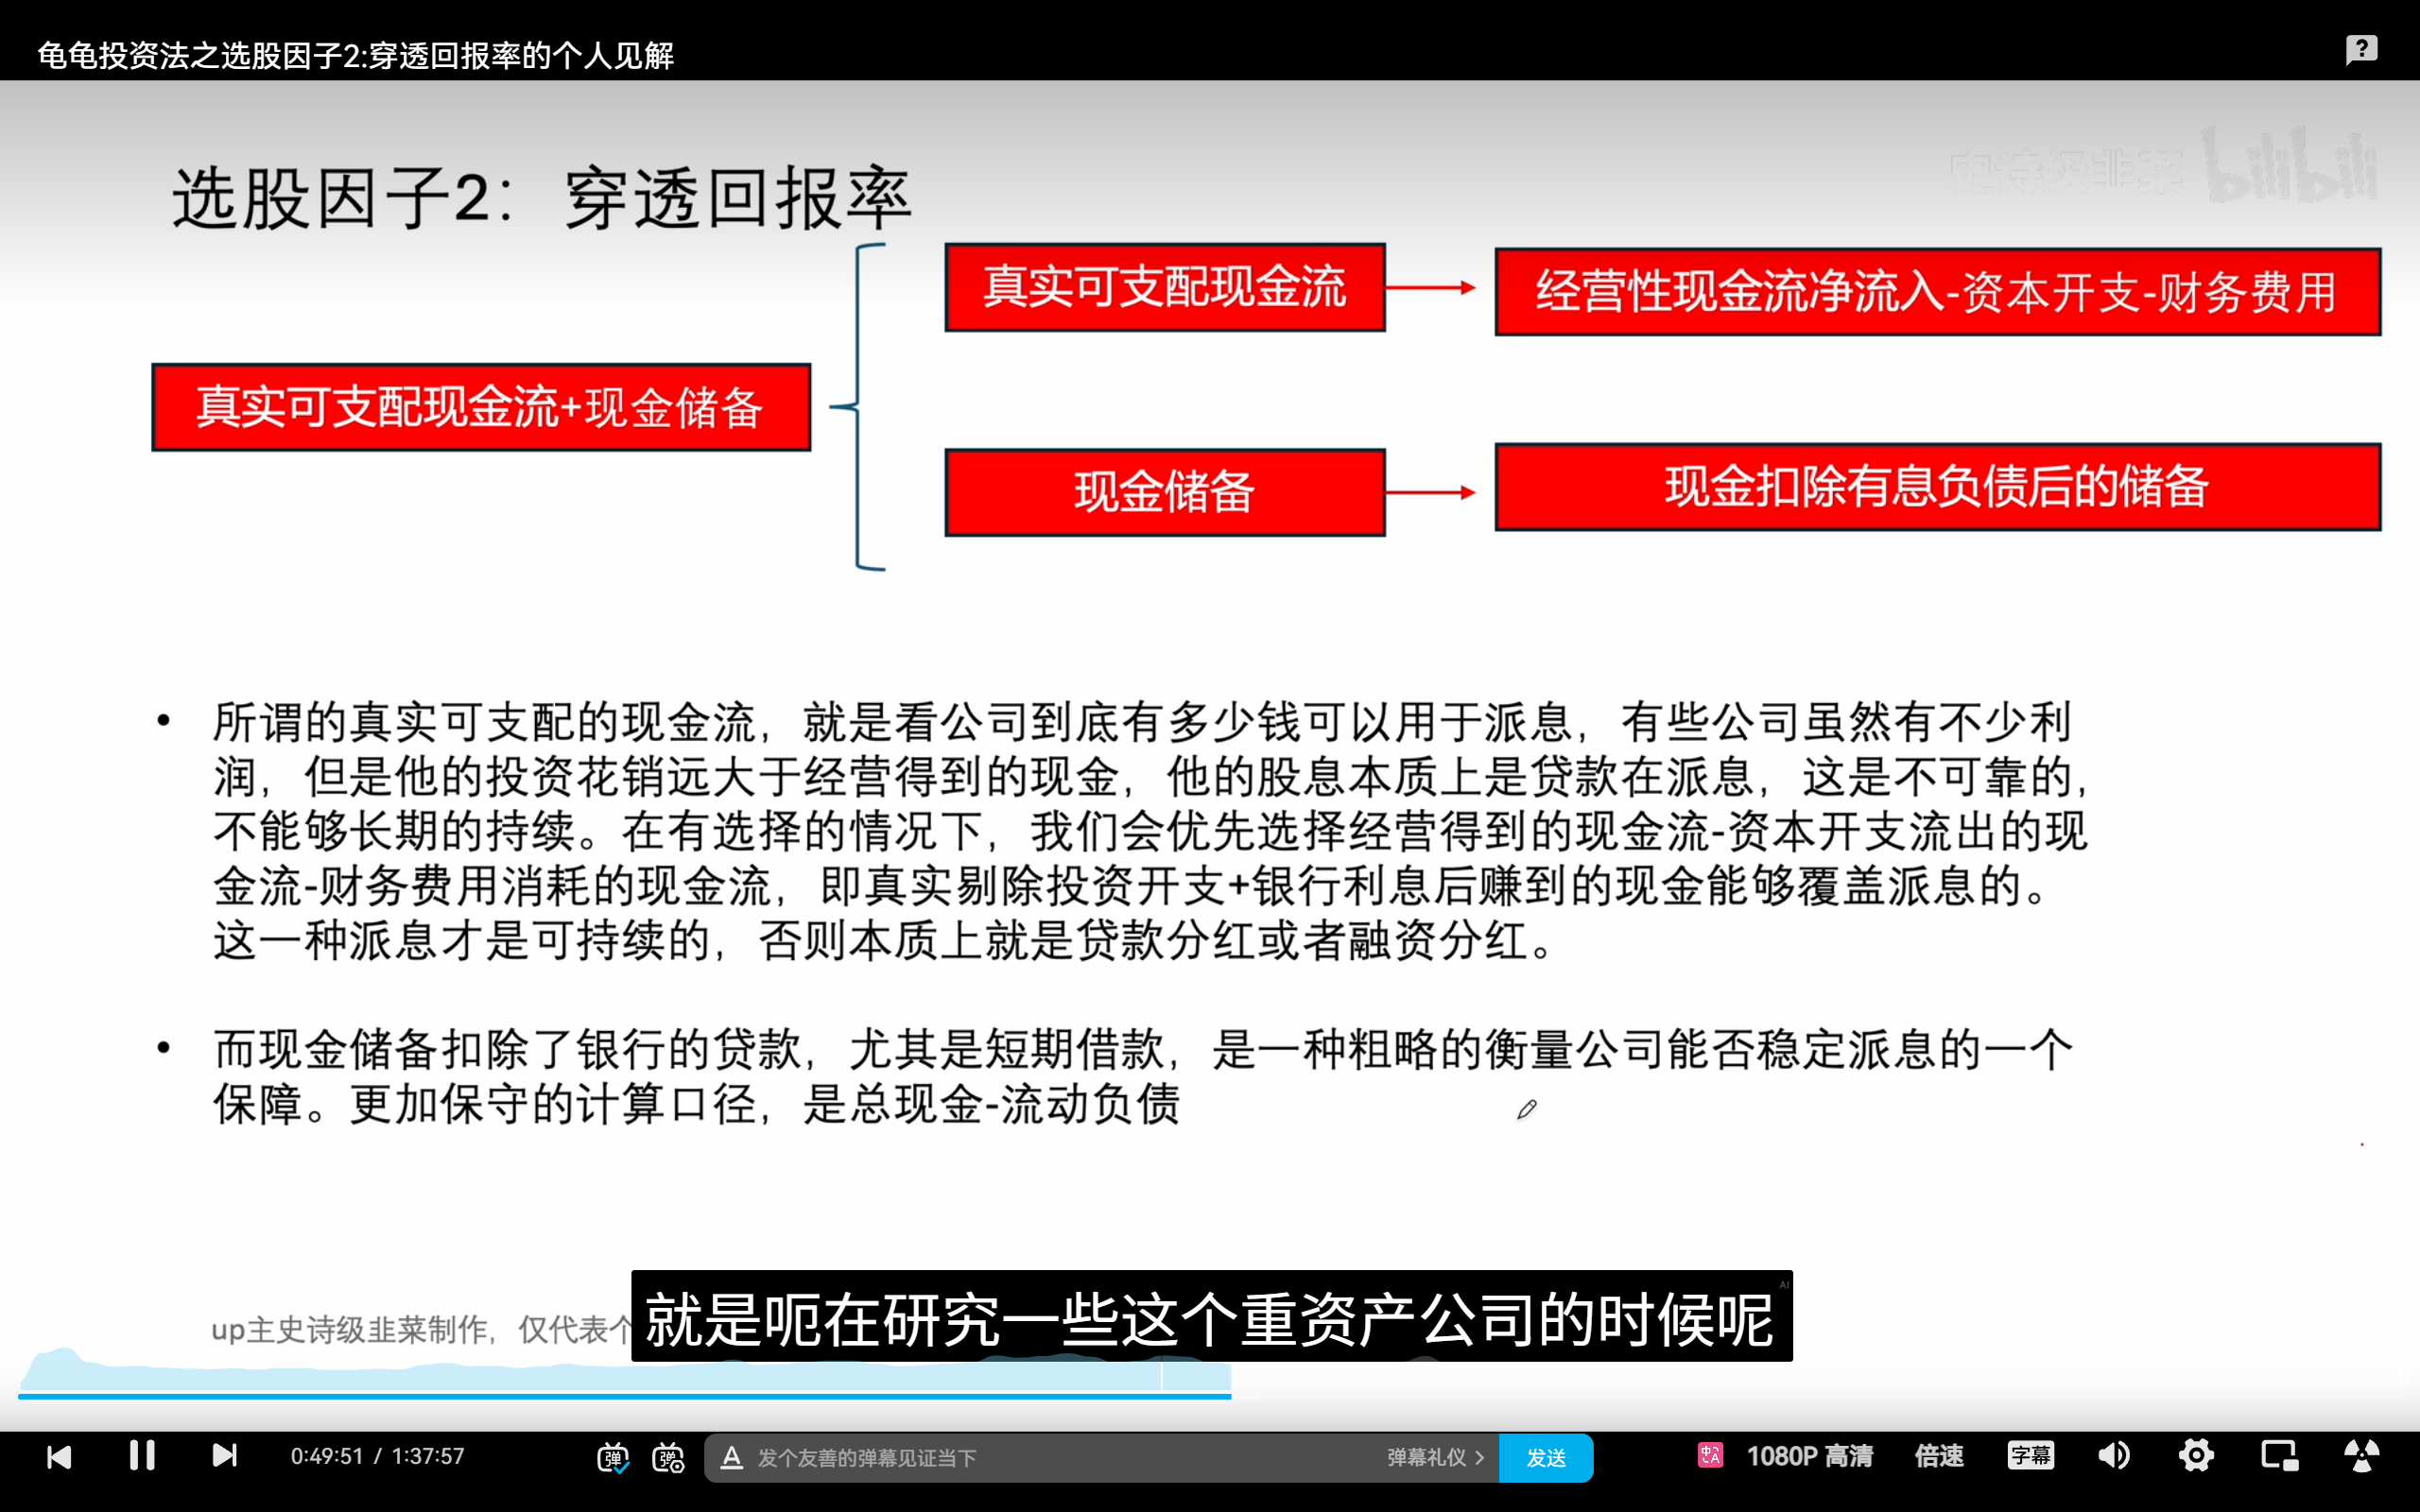 龟龟投资法之选股因子2:穿透回报率的个人见解
史诗级韭菜 bilibili
选股因子2：穿透回报率
真实可支配现金流
经营性现金流净流入-资本开支-财务费用
真实可支配现金流+现金储备
现金储备
现金扣除有息负债后的储备
• 所谓的真实可支配的现金流，就是看公司到底有多少钱可以用于派息，有些公司虽然有不少利
润，但是他的投资花销远大于经营得到的现金，他的股息本质上是贷款在派息，这是不可靠的，
不能够长期的持续。在有选择的情况下，我们会优先选择经营得到的现金流-资本开支流出的现
金流-财务费用消耗的现金流，即真实剔除投资开支+银行利息后赚到的现金能够覆盖派息的。
这一种派息才是可持续的，否则本质上就是贷款分红或者融资分红。
• 而现金储备扣除了银行的贷款，尤其是短期借款，是一种粗略的衡量公司能否稳定派息的一个
保障。更加保守的计算口径，是总现金-流动负债
up主史诗级韭菜制作，仅代表个
就是呃在研究一些这个重资产公司的时候呢
AI
0:49:51 / 1:37:57
弹
弹
A 发个友善的弹幕见证当下
弹幕礼仪 >
发送
中A
1080P 高清
倍速
字幕